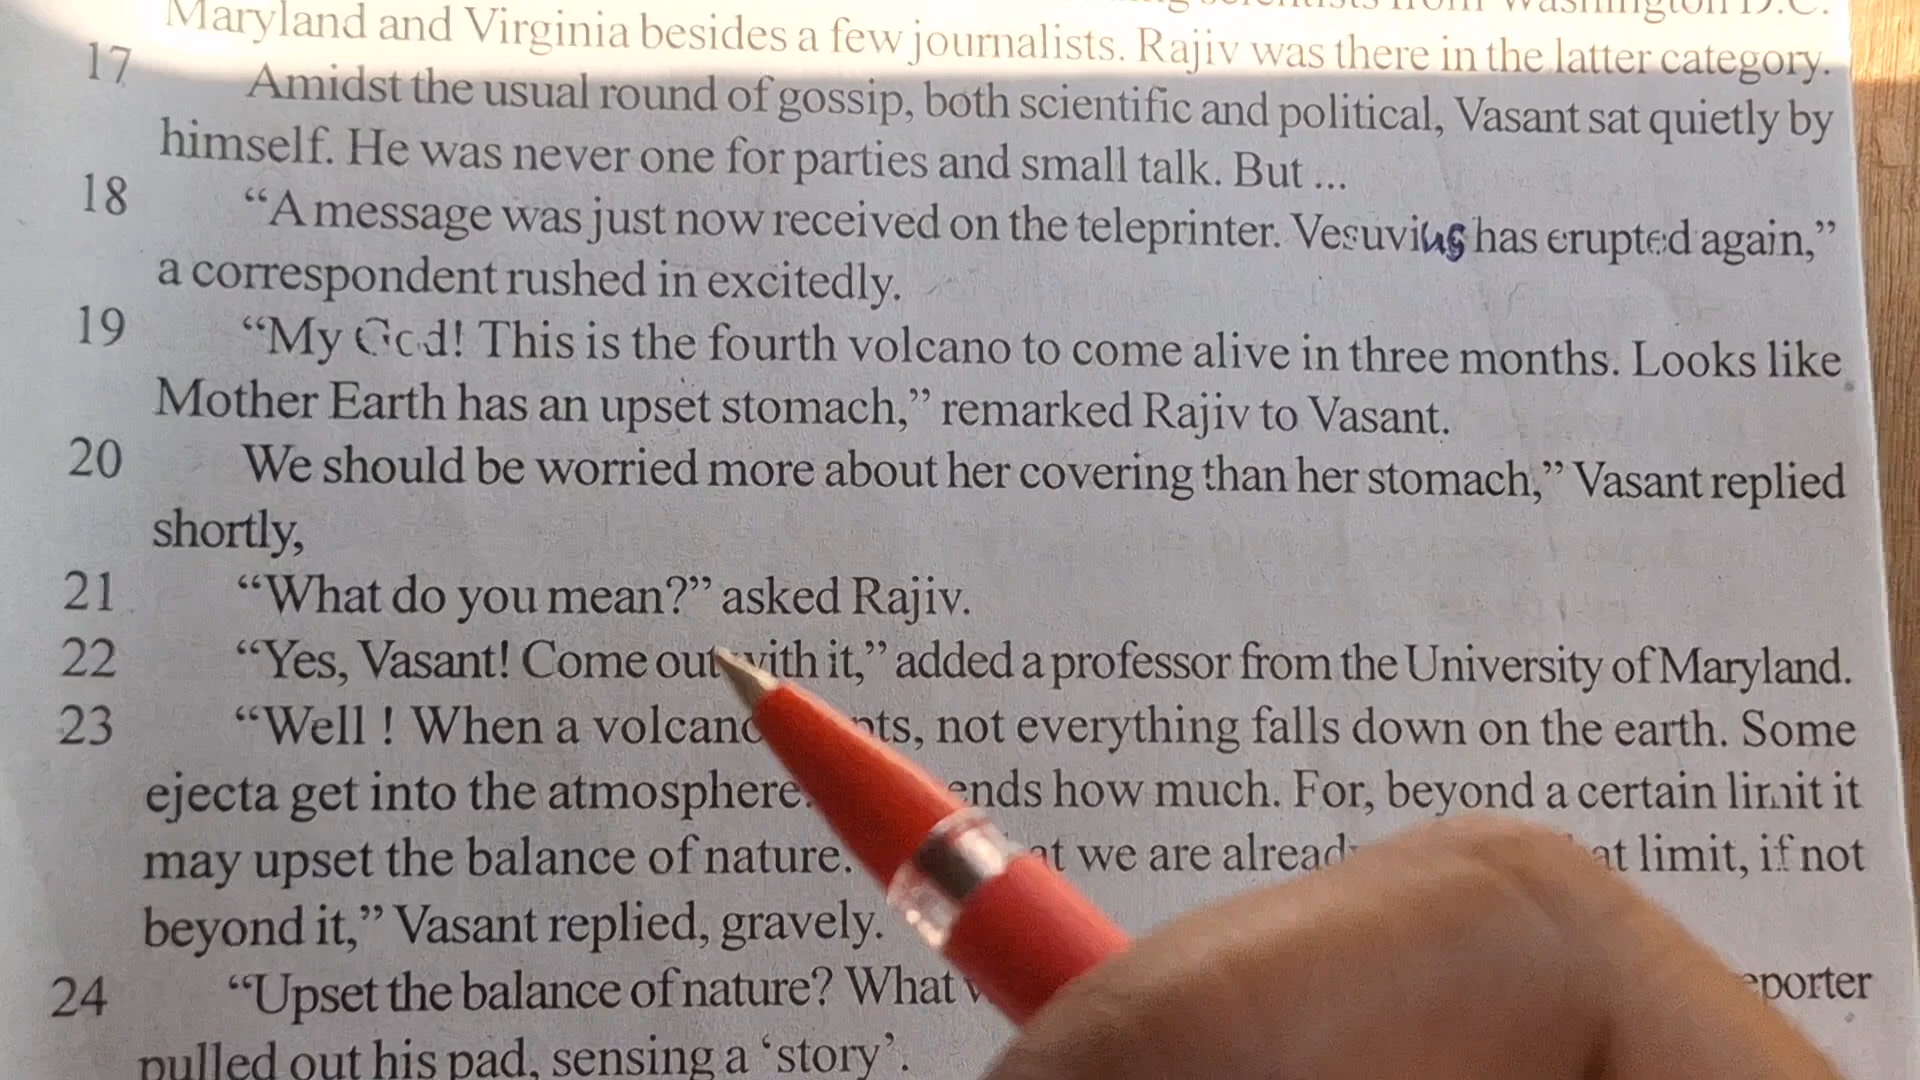 Washington D.C.
Maryland and Virginia besides a few journalists. Rajiv was there in the latter category.
17 Amidst the usual round of gossip, both scientific and political, Vasant sat quietly by
himself. He was never one for parties and small talk. But ...
18 “A message was just now received on the teleprinter. Vesuvius has erupted again,”
a correspondent rushed in excitedly.
19 “My God! This is the fourth volcano to come alive in three months. Looks like
Mother Earth has an upset stomach,” remarked Rajiv to Vasant.
20 We should be worried more about her covering than her stomach,” Vasant replied
shortly,
21 “What do you mean?” asked Rajiv.
22 “Yes, Vasant! Come out with it,” added a professor from the University of Maryland.
23 “Well ! When a volcano not everything falls down on the earth. Some
ejecta get into the atmosphere. how much. For, beyond a certain limit it
may upset the balance of nature. we are limit, if not
beyond it,” Vasant replied, gravely.
24 “Upset the balance of nature? What
pulled out his pad, sensing a ‘story’.